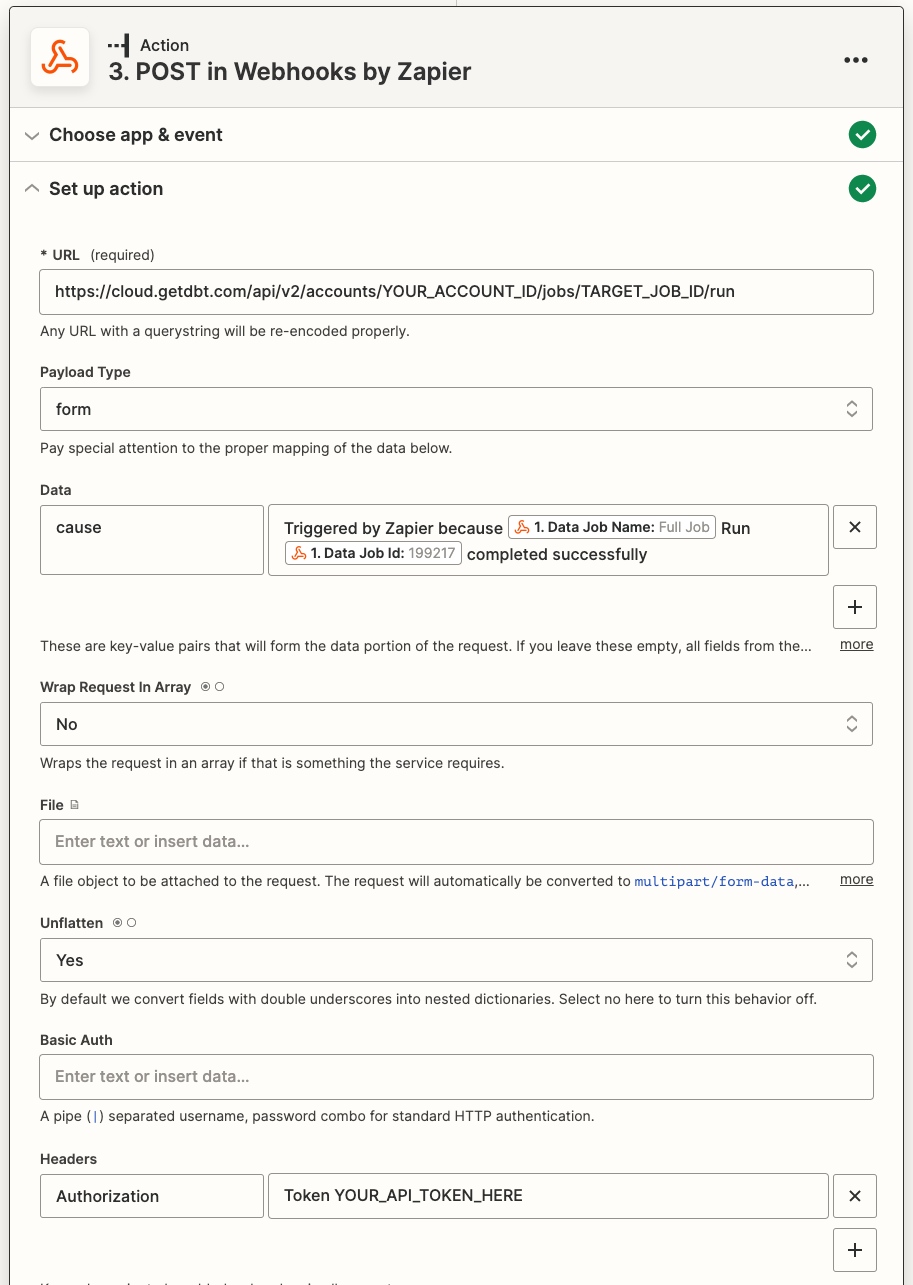 Action
3. POST in Webhooks by Zapier
Choose app & event
Set up action
* URL (required)
https://cloud.getdbt.com/api/v2/accounts/YOUR_ACCOUNT_ID/jobs/TARGET_JOB_ID/run
Any URL with a querystring will be re-encoded properly.
Payload Type
form
Pay special attention to the proper mapping of the data below.
Data
cause
Triggered by Zapier because 1. Data Job Name: Full Job Run
1. Data Job Id: 199217 completed successfully
These are key-value pairs that will form the data portion of the request. If you leave these empty, all fields from the... more
Wrap Request In Array
No
Wraps the request in an array if that is something the service requires.
File
Enter text or insert data...
A file object to be attached to the request. The request will automatically be converted to multipart/form-data,... more
Unflatten
Yes
By default we convert fields with double underscores into nested dictionaries. Select no here to turn this behavior off.
Basic Auth
Enter text or insert data...
A pipe (|) separated username, password combo for standard HTTP authentication.
Headers
Authorization
Token YOUR_API_TOKEN_HERE